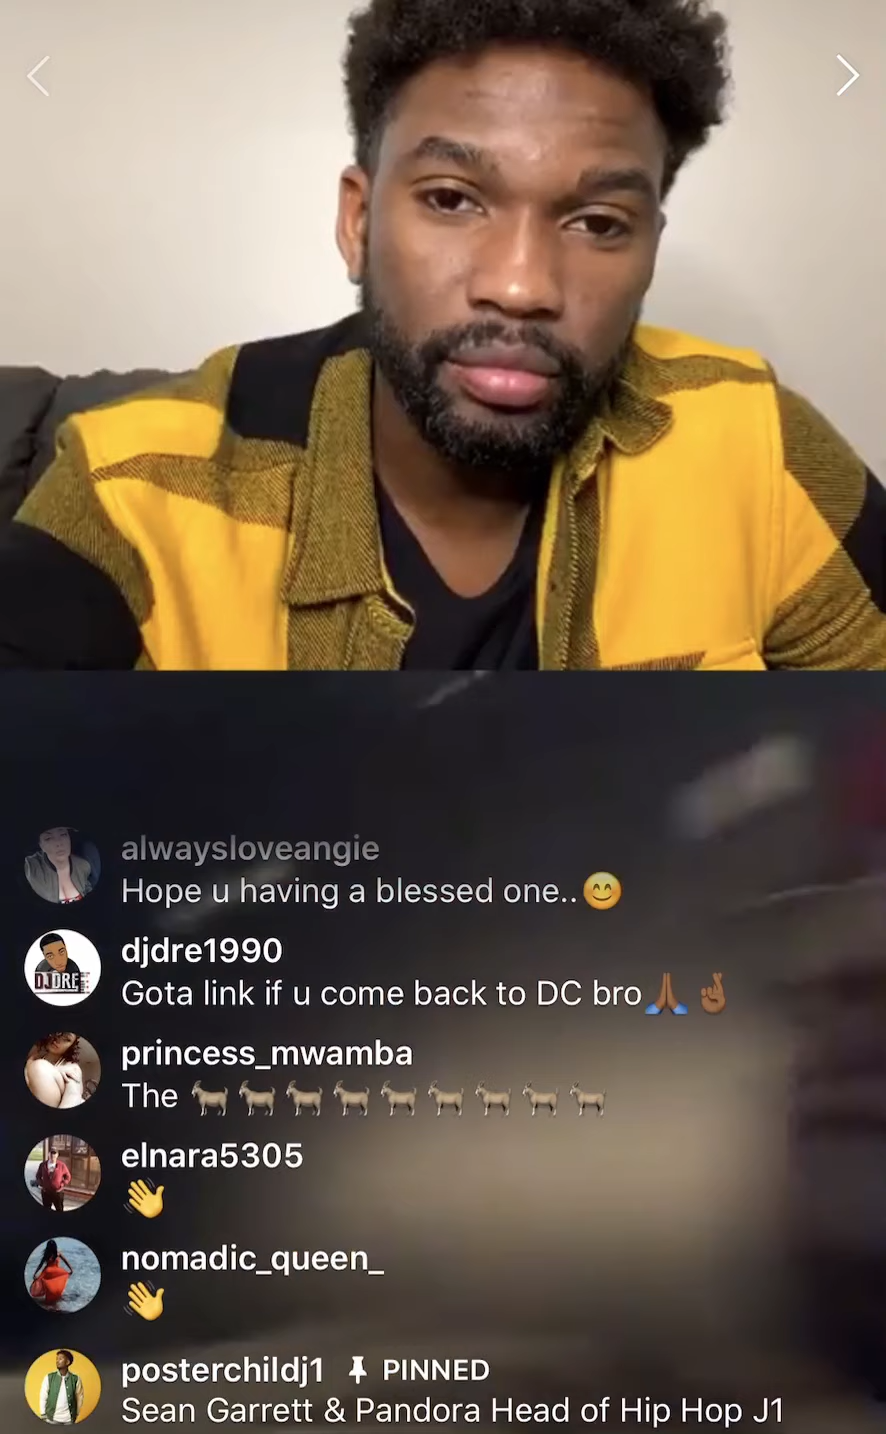 alwaysloveangie
Hope u having a blessed one..😊
djdre1990
Gota link if u come back to DC bro🙏🏾🤞🏾
princess_mwamba
The 🐐🐐🐐🐐🐐🐐🐐🐐🐐
elnara5305
👋
nomadic_queen_
👋
posterchildj1 📌 PINNED
Sean Garrett & Pandora Head of Hip Hop J1
DJDRE